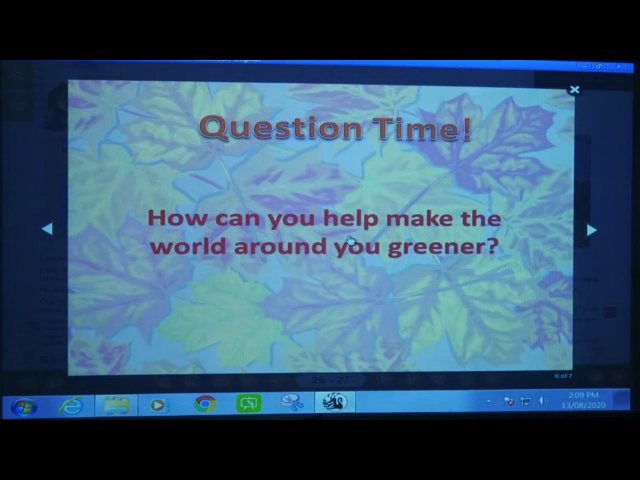 Question Time!
How can you help make the
world around you greener?
6 of 7
2:09 PM
13/08/2020